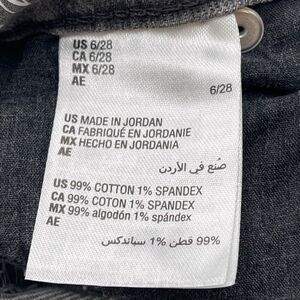 US 6/28
CA 6/28
MX 6/28
AE
6/28
US MADE IN JORDAN
CA FABRIQUÉ EN JORDANIE
MX HECHO EN JORDANIA
AE
صُنع في الأردن
US 99% COTTON 1% SPANDEX
CA 99% COTTON 1% SPANDEX
MX 99% algodón 1% spándex
AE
99% قطن 1% سباندكس